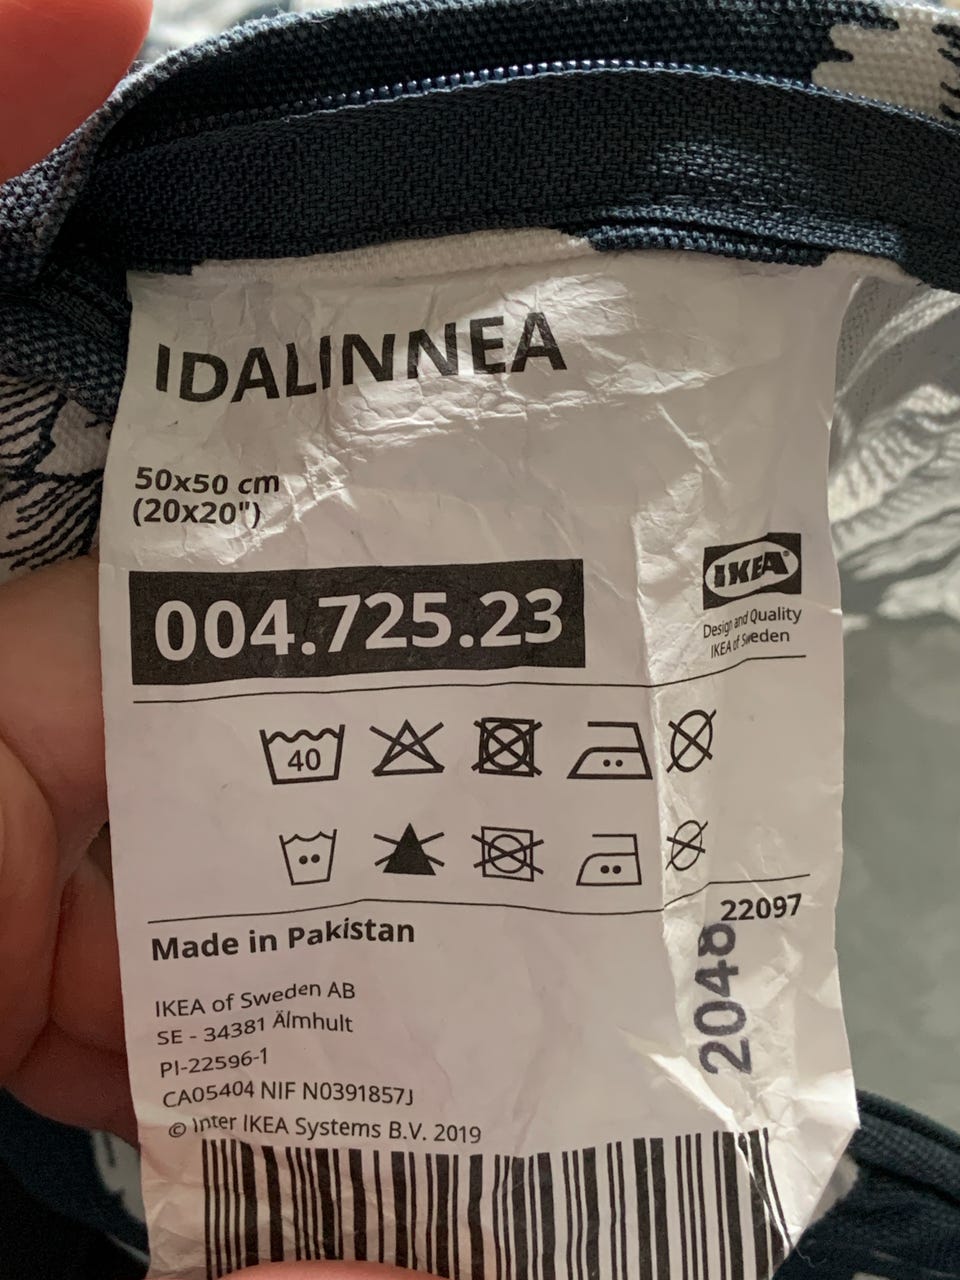 IDALINNEA
50x50 cm
(20x20")
004.725.23
IKEA®
Design and Quality
IKEA of Sweden
40
22097
2048
Made in Pakistan
IKEA of Sweden AB
SE - 34381 Älmhult
PI-22596-1
CA05404 NIF N0391857J
© Inter IKEA Systems B.V. 2019